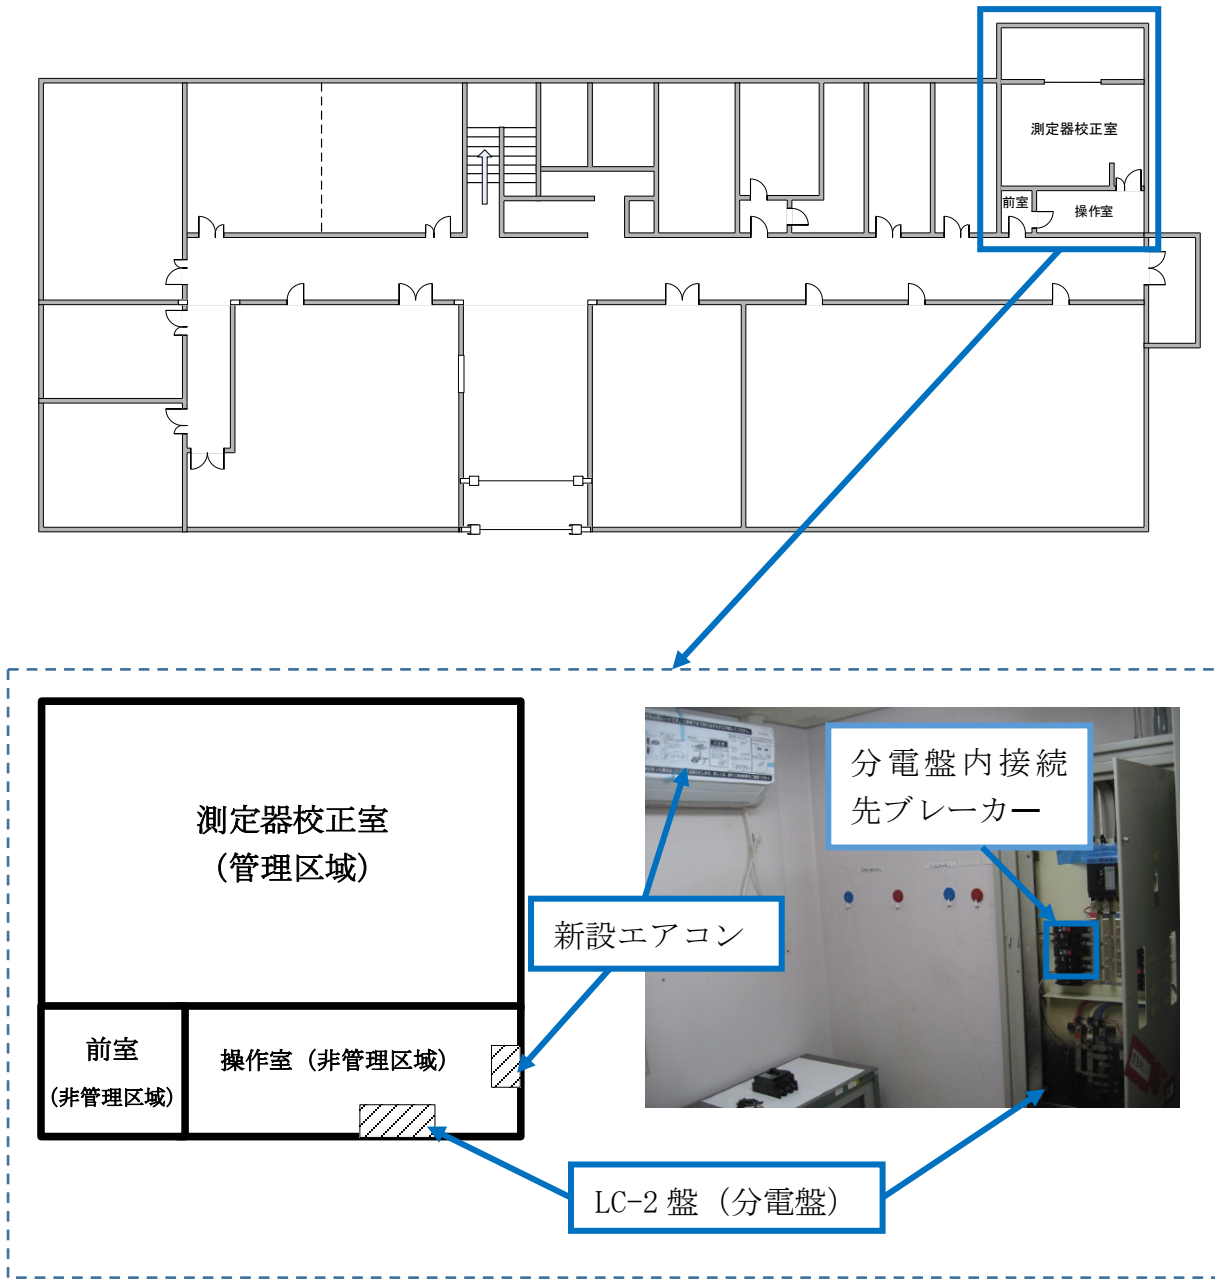 測定器校正室
前室
操作室
測定器校正室
（管理区域）
分電盤内接続
先ブレーカー
新設エアコン
前室
（非管理区域）
操作室（非管理区域）
LC-2 盤（分電盤）